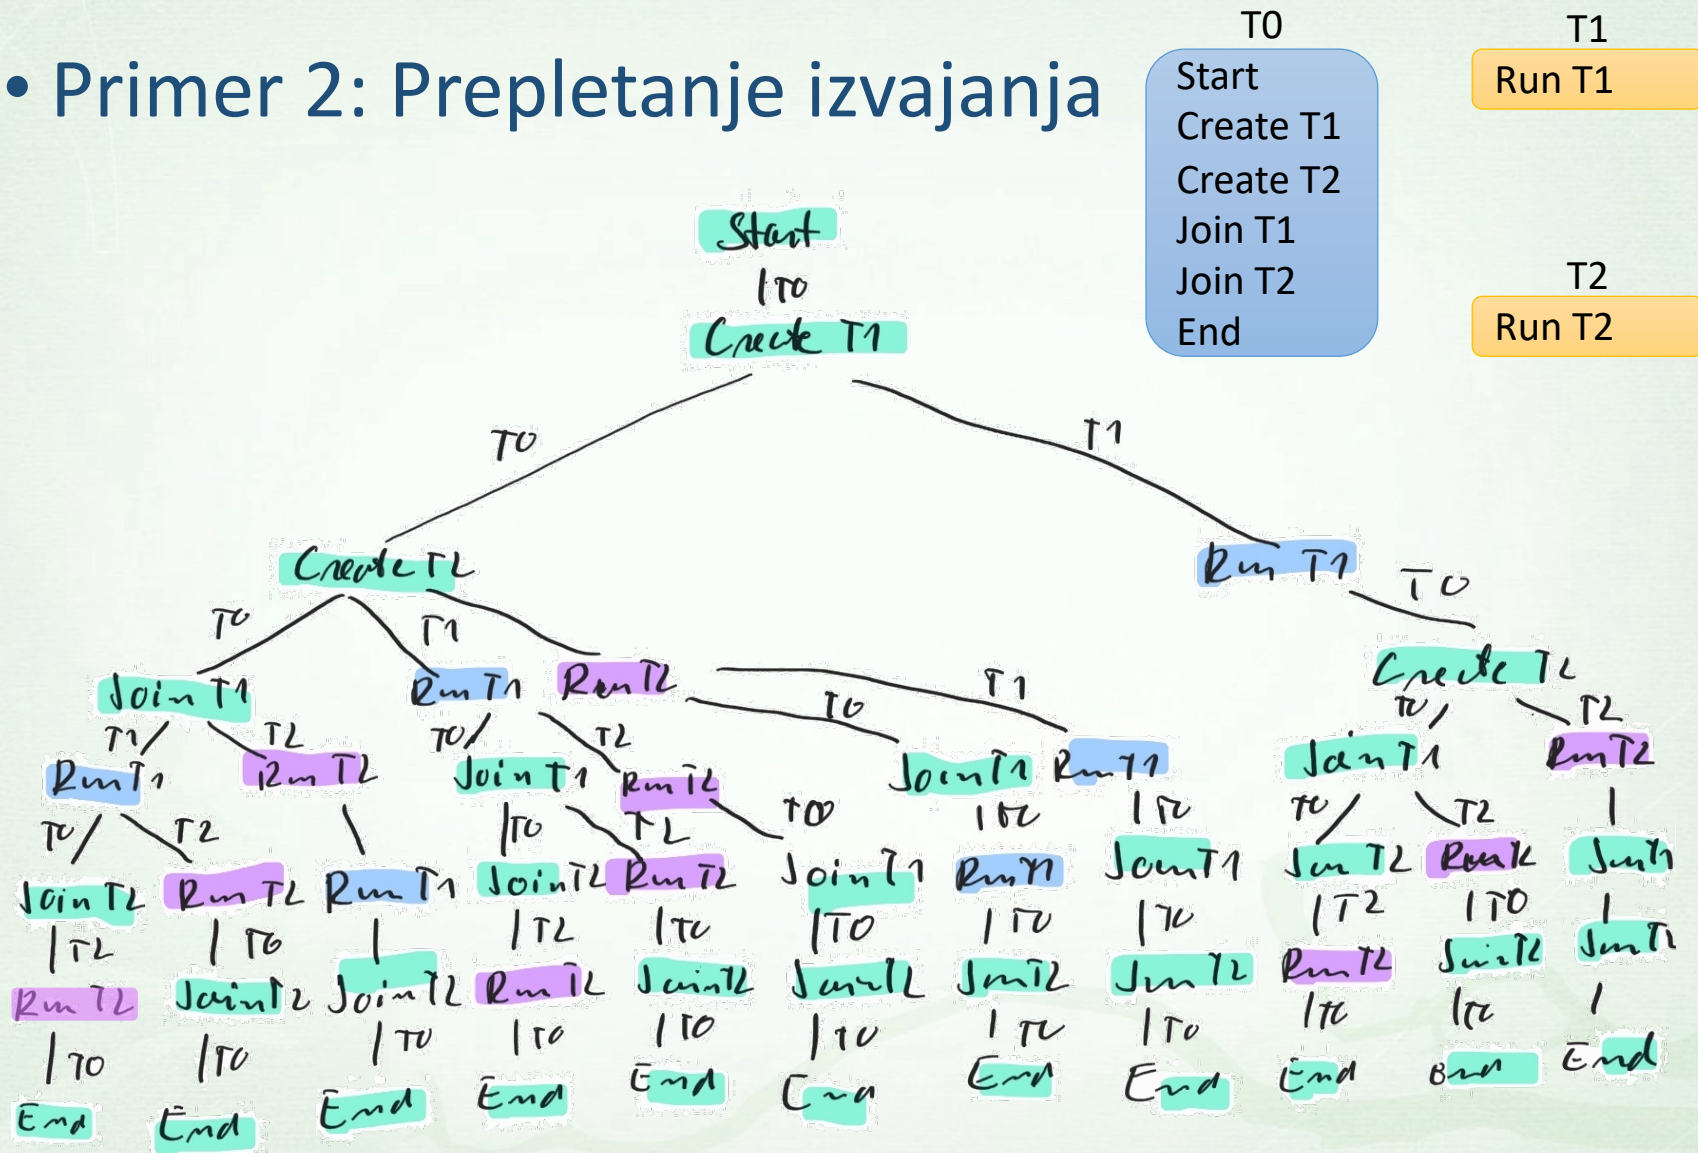 • Primer 2: Prepletanje izvajanja
T0
Start
Create T1
Create T2
Join T1
Join T2
End
T1
Run T1
T2
Run T2
Start
T0
Create T1
T0 T1
Create T2 Run T1
T0 T1 T0
Join T1 Run T1 Run T2 Create T2
T1 T2 T0 T2 T0 T1 T0 T2
Run T1 Run T2 Join T1 Run T2 Join T1 Run T1 Join T1 Run T2
T0 T2 T0 T2 T0 T0 T0 T0 T2
Join T2 Run T2 Run T1 Join T2 Run T2 Join T1 Run T1 Join T1 Join T2 Run T2 Join T1
T2 T0 T2 T0 T0 T0 T0 T2 T0
Run T2 Join T2 Join T2 Run T2 Join T2 Join T2 Join T2 Join T2 Run T2 Join T2
T0 T0 T0 T0 T0 T0 T0 T0 T0 T0
End End End End End End End End End End End